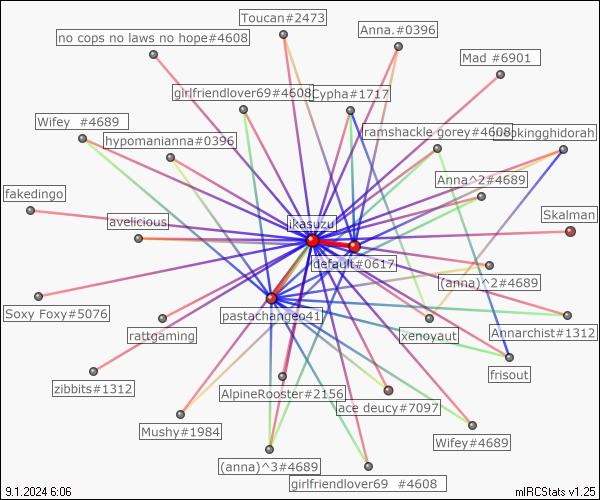 Toucan#2473
Anna.#0396
no cops no laws no hope#4608
Mad #6901
girlfriendlover69#4608
Cypha#1717
Wifey #4689
ramshackle gorey#4608
hypomanianna#0396
Anna^2#4689
fakedingo
avelicious
ikasuzu
Skalman
default#0617
(anna)^2#4689
Soxy Foxy#5076
pastachangeo41
rattgaming
xenoyaut
Annarchist#1312
frisout
zibbits#1312
AlpineRooster#2156
ace deucy#7097
Mushy#1984
Wifey#4689
(anna)^3#4689
girlfriendlover69 #4608
9.1.2024 6:06
mIRCStats v1.25